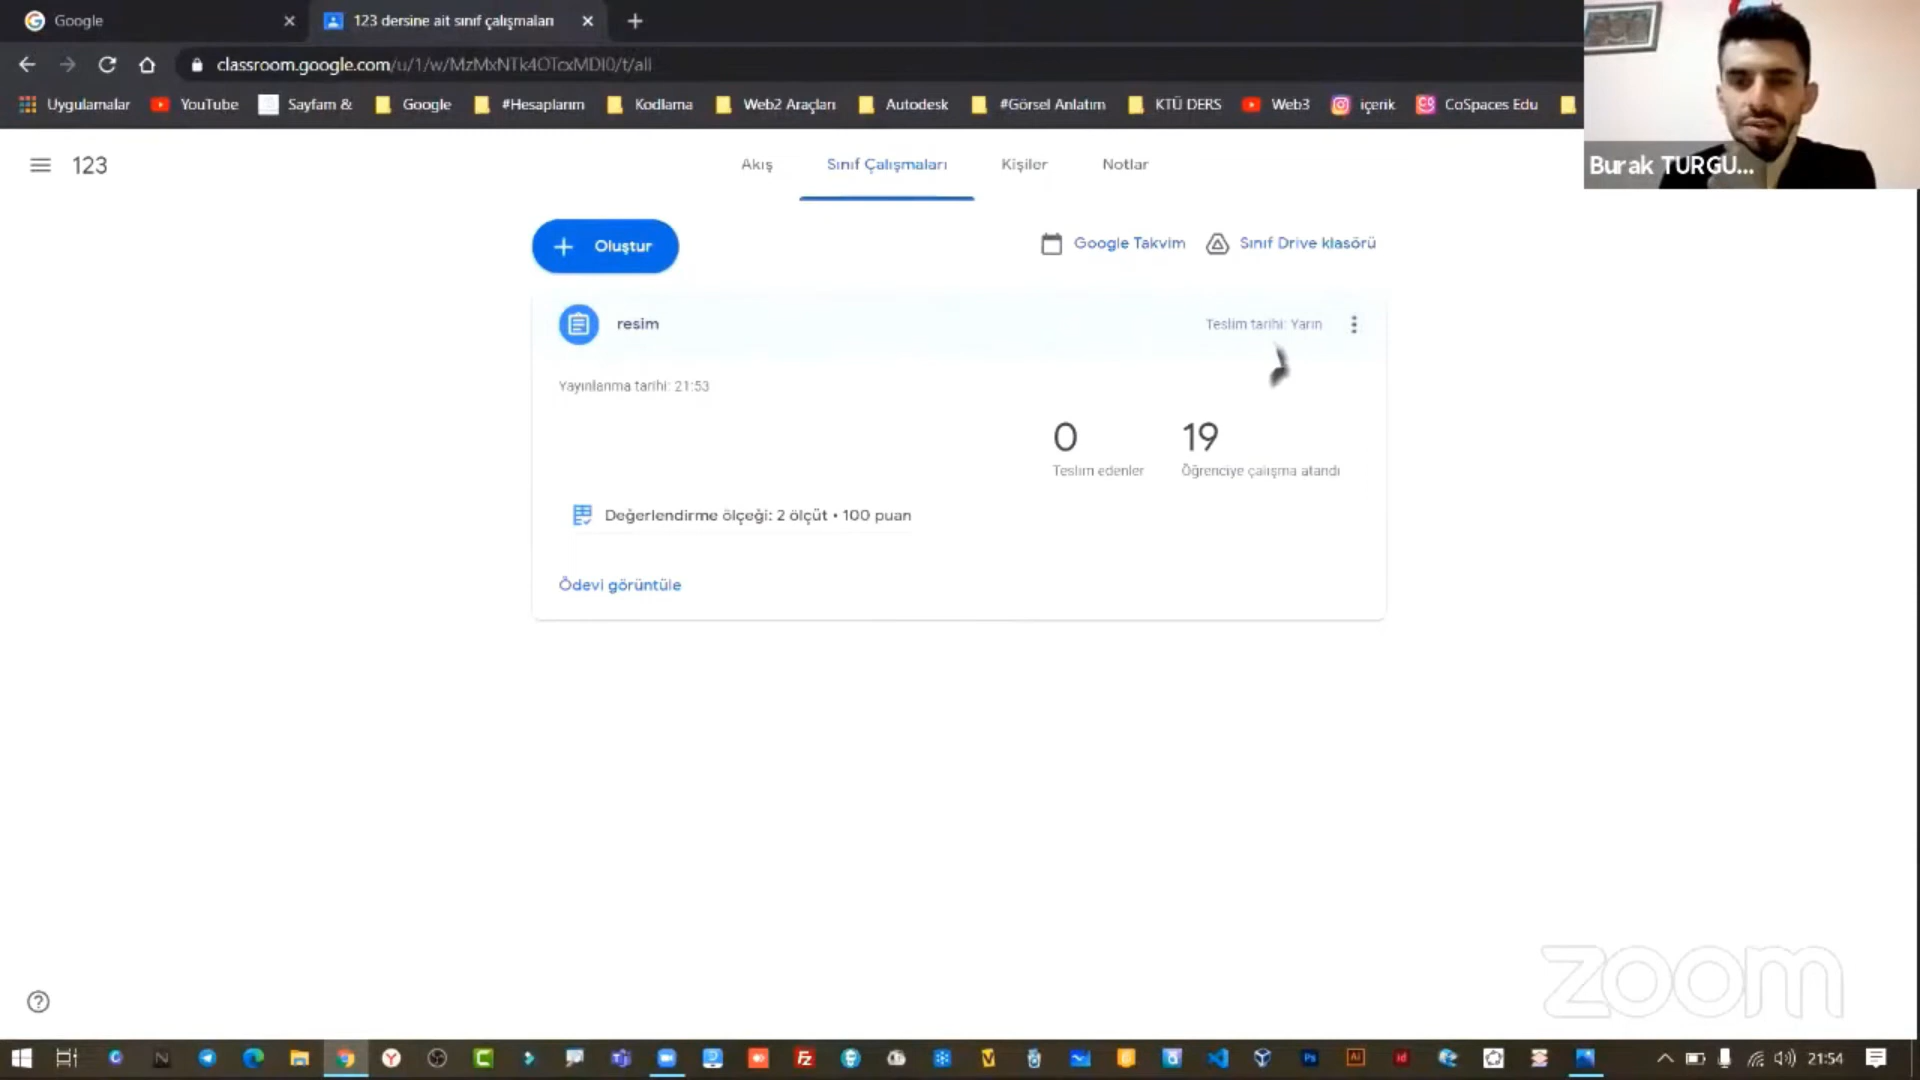 Google
123 dersine ait sınıf çalışmaları
classroom.google.com/u/1/w/MzMxNTk4OTcxMDI0/t/all
Uygulamalar
YouTube
Sayfam &
Google
#Hesaplarım
Kodlama
Web2 Araçları
Autodesk
#Görsel Anlatım
KTÜ DERS
Web3
içerik
CoSpaces Edu
Burak TURGU...
123
Akış
Sınıf Çalışmaları
Kişiler
Notlar
Oluştur
Google Takvim
Sınıf Drive klasörü
resim
Teslim tarihi: Yarın
Yayınlanma tarihi: 21:53
0
19
Teslim edenler
Öğrenciye çalışma atandı
Değerlendirme ölçeği: 2 ölçüt • 100 puan
Ödevi görüntüle
zoom
21:54